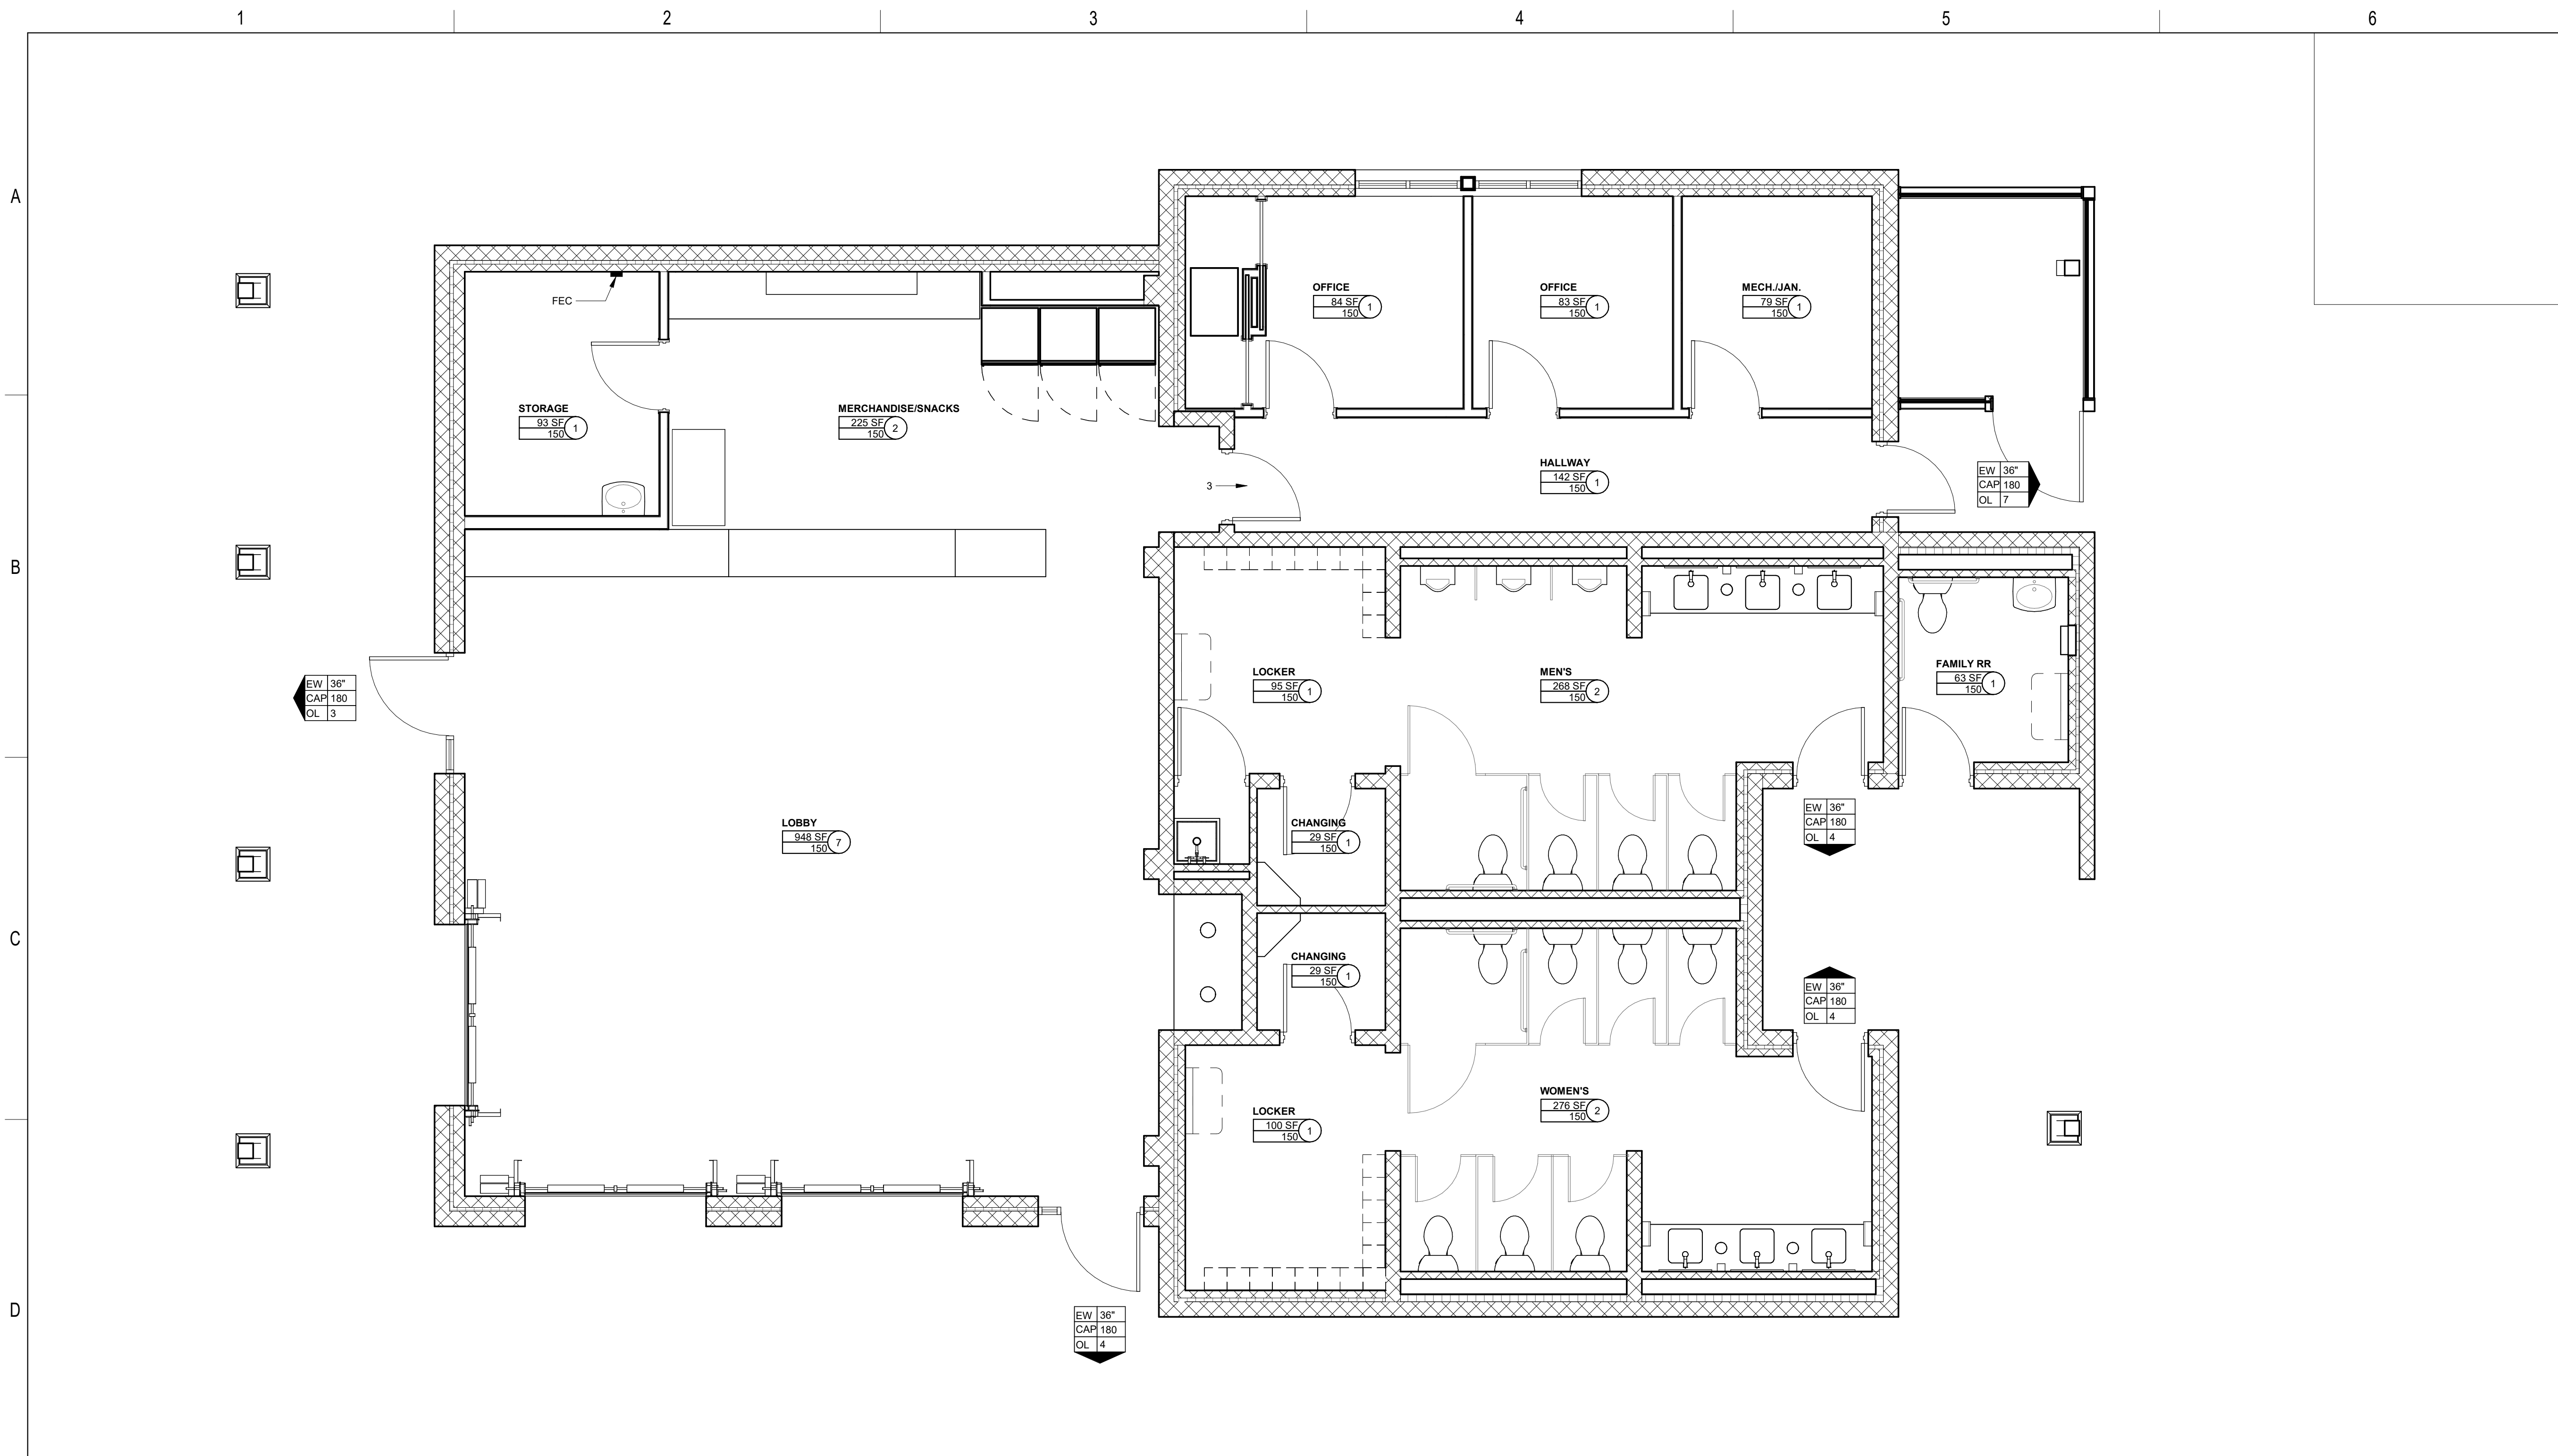 1 2 3 4 5 6
A
B
C
D
FEC
OFFICE
84 SF
150
1
OFFICE
83 SF
150
1
MECH./JAN.
79 SF
150
1
STORAGE
93 SF
150
1
MERCHANDISE/SNACKS
225 SF
150
2
3
HALLWAY
142 SF
150
1
EW 36"
CAP 180
OL 7
EW 36"
CAP 180
OL 3
LOCKER
95 SF
150
1
MEN'S
268 SF
150
2
FAMILY RR
63 SF
150
1
LOBBY
948 SF
150
7
CHANGING
29 SF
150
1
EW 36"
CAP 180
OL 4
CHANGING
29 SF
150
1
EW 36"
CAP 180
OL 4
LOCKER
100 SF
150
1
WOMEN'S
276 SF
150
2
EW 36"
CAP 180
OL 4